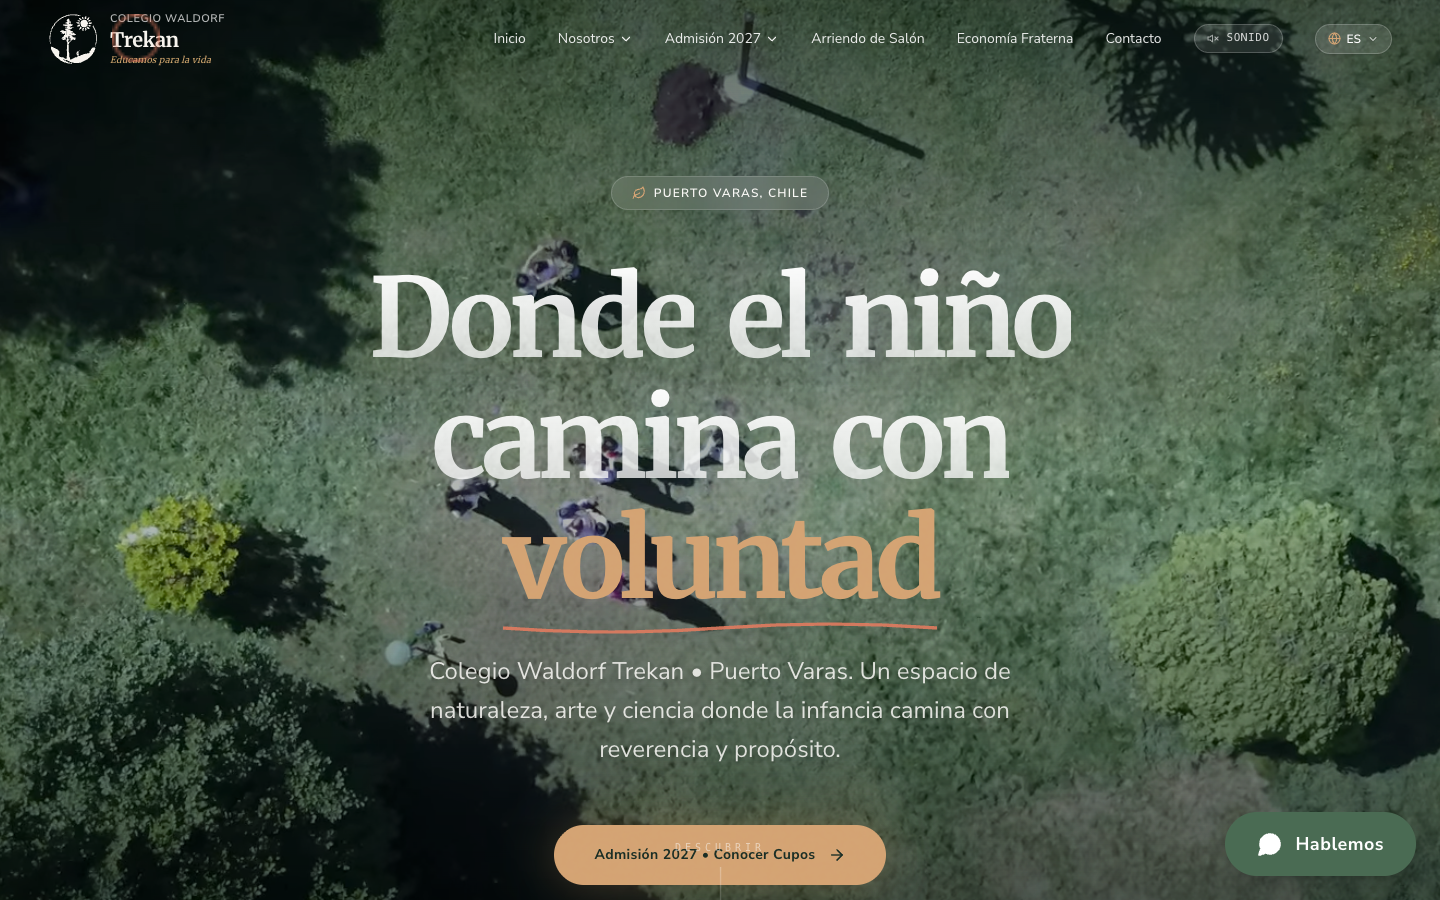 COLEGIO WALDORF
Trekan
Educamos para la vida
Inicio
Nosotros
Admisión 2027
Arriendo de Salón
Economía Fraterna
Contacto
SONIDO
ES
PUERTO VARAS, CHILE
Donde el niño
camina con
voluntad
Colegio Waldorf Trekan • Puerto Varas. Un espacio de
naturaleza, arte y ciencia donde la infancia camina con
reverencia y propósito.
DESCUBRIR
Admisión 2027 • Conocer Cupos
Hablemos